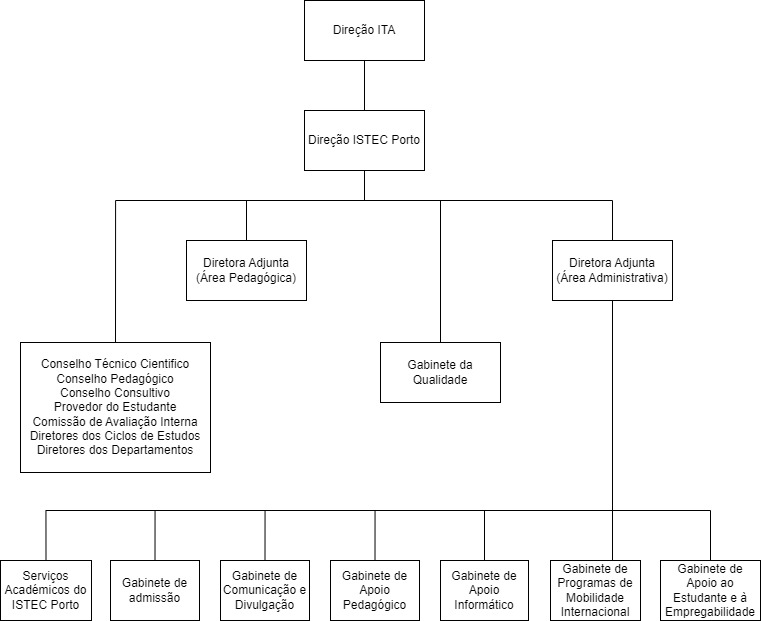 Direção ITA
Direção ISTEC Porto
Diretora Adjunta
(Área Pedagógica)
Diretora Adjunta
(Área Administrativa)
Conselho Técnico Cientifico
Conselho Pedagógico
Conselho Consultivo
Provedor do Estudante
Comissão de Avaliação Interna
Diretores dos Ciclos de Estudos
Diretores dos Departamentos
Gabinete da
Qualidade
Serviços
Académicos do
ISTEC Porto
Gabinete de
admissão
Gabinete de
Comunicação e
Divulgação
Gabinete de
Apoio
Pedagógico
Gabinete de
Apoio
Informático
Gabinete de
Programas de
Mobilidade
Internacional
Gabinete de
Apoio ao
Estudante e à
Empregabilidade